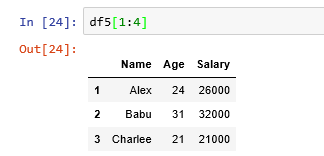 In [24]: df5[1:4]
Out[24]:
Name Age Salary
1 Alex 24 26000
2 Babu 31 32000
3 Charlee 21 21000